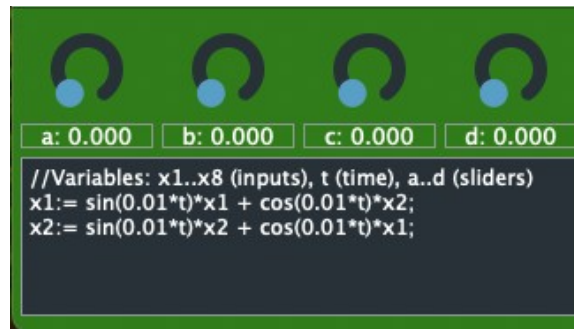 a: 0.000 b: 0.000 c: 0.000 d: 0.000
//Variables: x1..x8 (inputs), t (time), a..d (sliders)
x1:= sin(0.01*t)*x1 + cos(0.01*t)*x2;
x2:= sin(0.01*t)*x2 + cos(0.01*t)*x1;